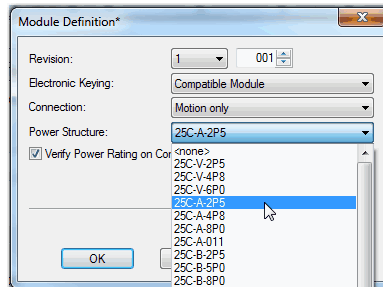 Module Definition*
Revision: 1 001
Electronic Keying: Compatible Module
Connection: Motion only
Power Structure: 25C-A-2P5
Verify Power Rating on Con
<none>
25C-V-2P5
25C-V-4P8
25C-V-6P0
25C-A-2P5
25C-A-4P8
25C-A-8P0
25C-A-011
25C-B-2P5
25C-B-5P0
25C-B-8P0
OK